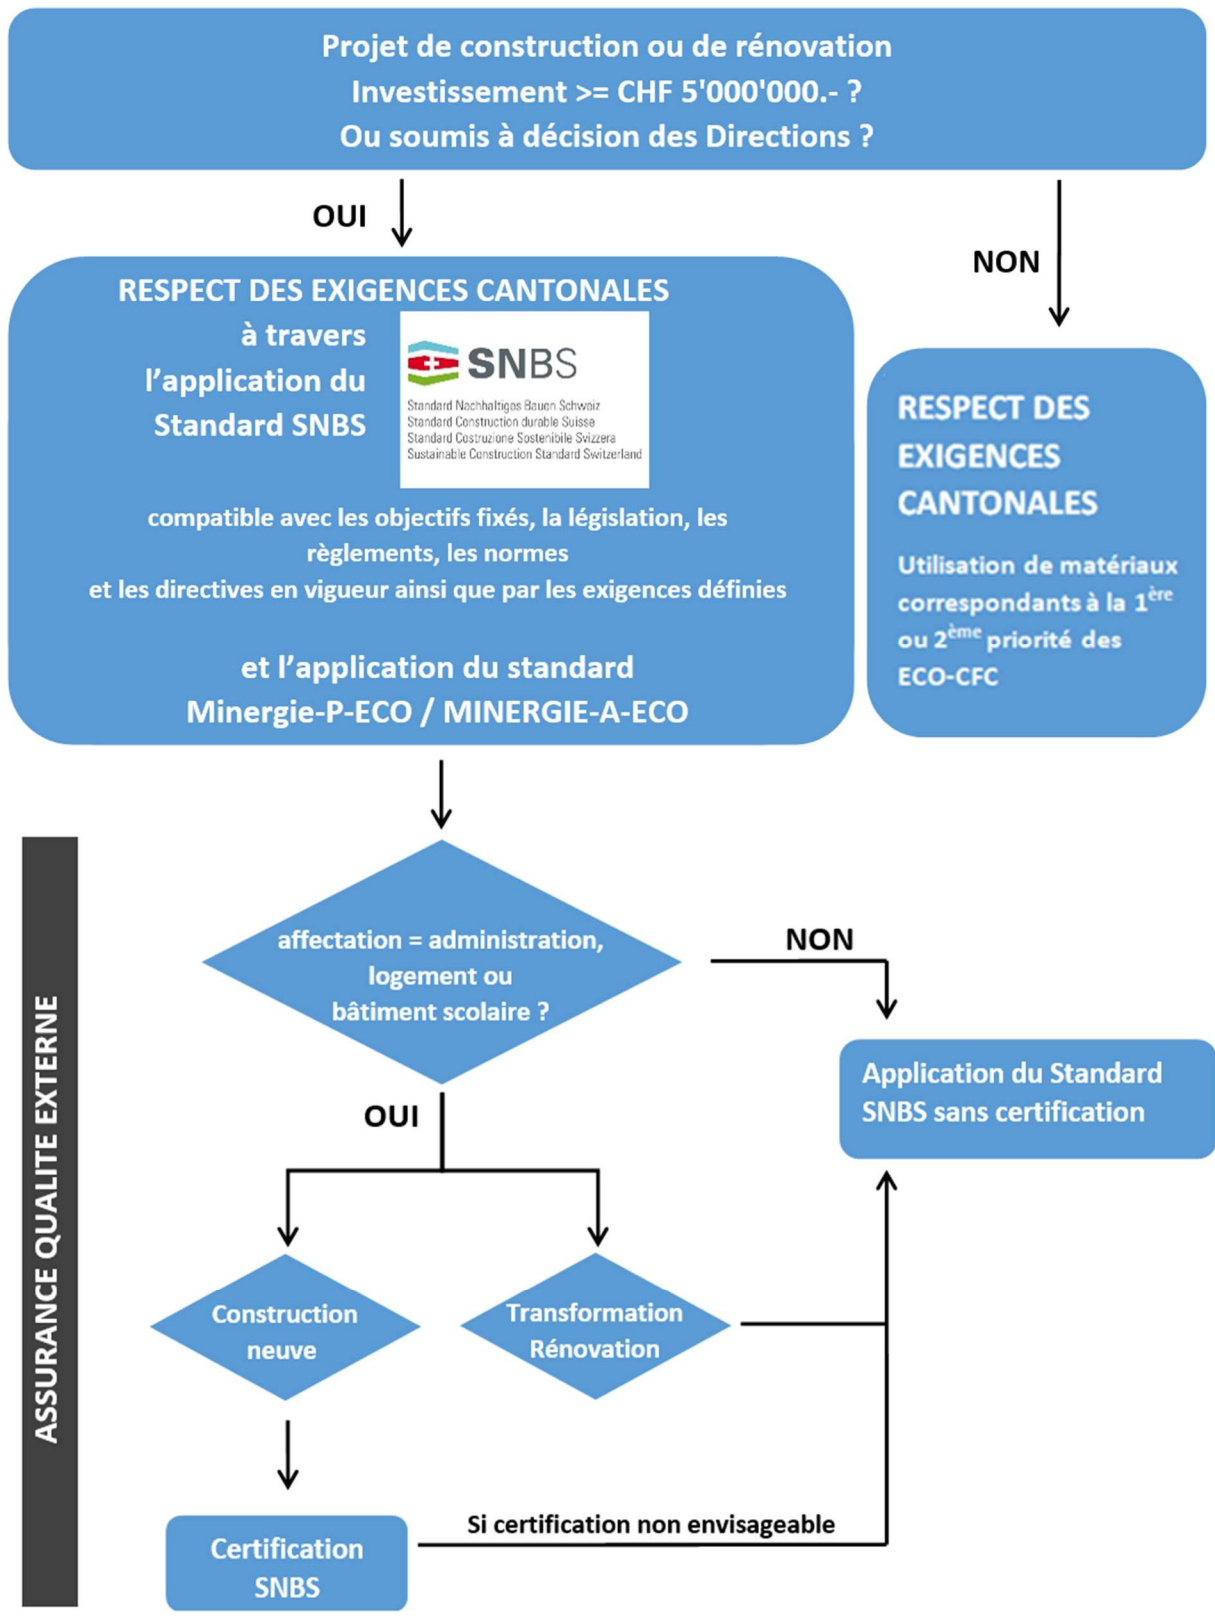 Projet de construction ou de rénovation
Investissement >= CHF 5'000'000.- ?
Ou soumis à décision des Directions ?
OUI
NON
RESPECT DES EXIGENCES CANTONALES
à travers
l'application du
Standard SNBS
SNBS
Standard Nachhaltiges Bauen Schweiz
Standard Construction durable Suisse
Standard Costruzione Sostenibile Svizzera
Sustainable Construction Standard Switzerland
compatible avec les objectifs fixés, la législation, les
règlements, les normes
et les directives en vigueur ainsi que par les exigences définies
et l'application du standard
Minergie-P-ECO / MINERGIE-A-ECO
RESPECT DES
EXIGENCES
CANTONALES
Utilisation de matériaux
correspondants à la 1ère
ou 2ème priorité des
ECO-CFC
ASSURANCE QUALITE EXTERNE
affectation = administration,
logement ou
bâtiment scolaire ?
NON
OUI
Application du Standard
SNBS sans certification
Construction
neuve
Transformation
Rénovation
Si certification non envisageable
Certification
SNBS